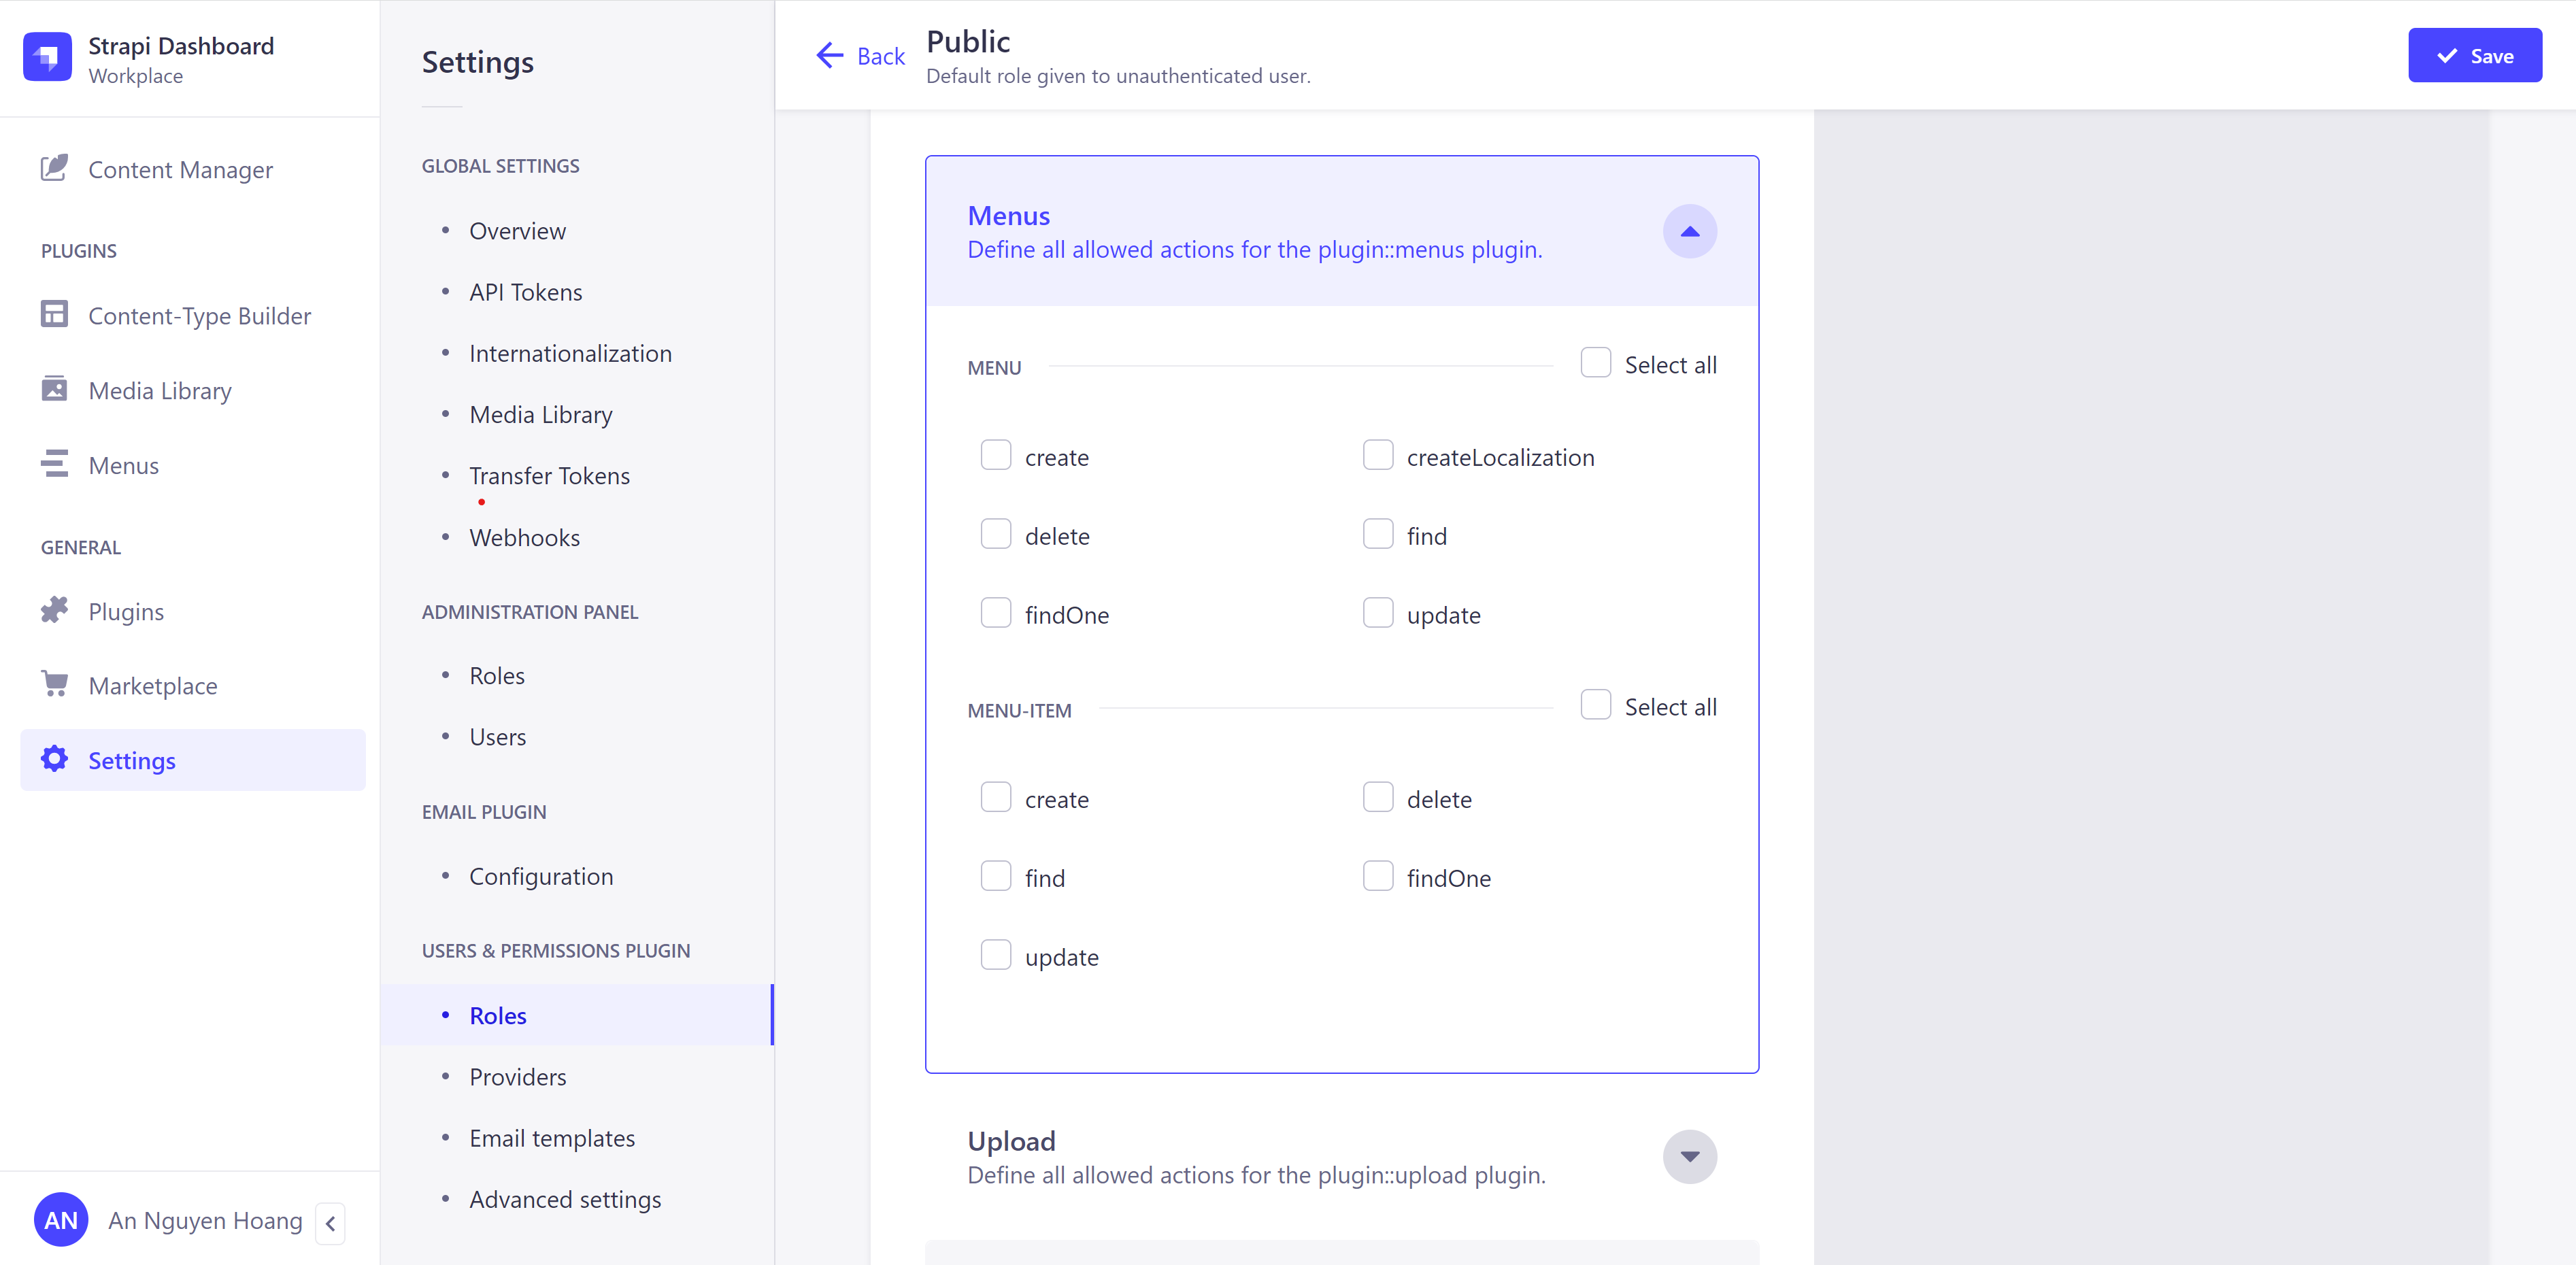 Strapi Dashboard
Workplace
Content Manager
PLUGINS
Content-Type Builder
Media Library
Menus
GENERAL
Plugins
Marketplace
Settings
AN
An Nguyen Hoang
Settings
GLOBAL SETTINGS
Overview
API Tokens
Internationalization
Media Library
Transfer Tokens
Webhooks
ADMINISTRATION PANEL
Roles
Users
EMAIL PLUGIN
Configuration
USERS & PERMISSIONS PLUGIN
Roles
Providers
Email templates
Advanced settings
Back
Public
Default role given to unauthenticated user.
Save
Menus
Define all allowed actions for the plugin::menus plugin.
MENU
Select all
create
createLocalization
delete
find
findOne
update
MENU-ITEM
Select all
create
delete
find
findOne
update
Upload
Define all allowed actions for the plugin::upload plugin.